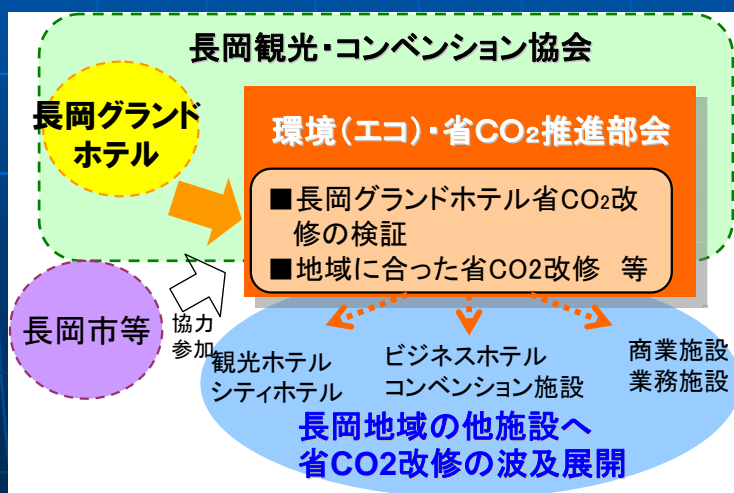 長岡観光・コンベンション協会
長岡グランド
ホテル
環境(エコ)・省CO₂推進部会
■長岡グランドホテル省CO₂改
修の検証
■地域に合った省CO2改修 等
長岡市等
協力
参加
観光ホテル
シティホテル
ビジネスホテル
コンベンション施設
商業施設
業務施設
長岡地域の他施設へ
省CO2改修の波及展開